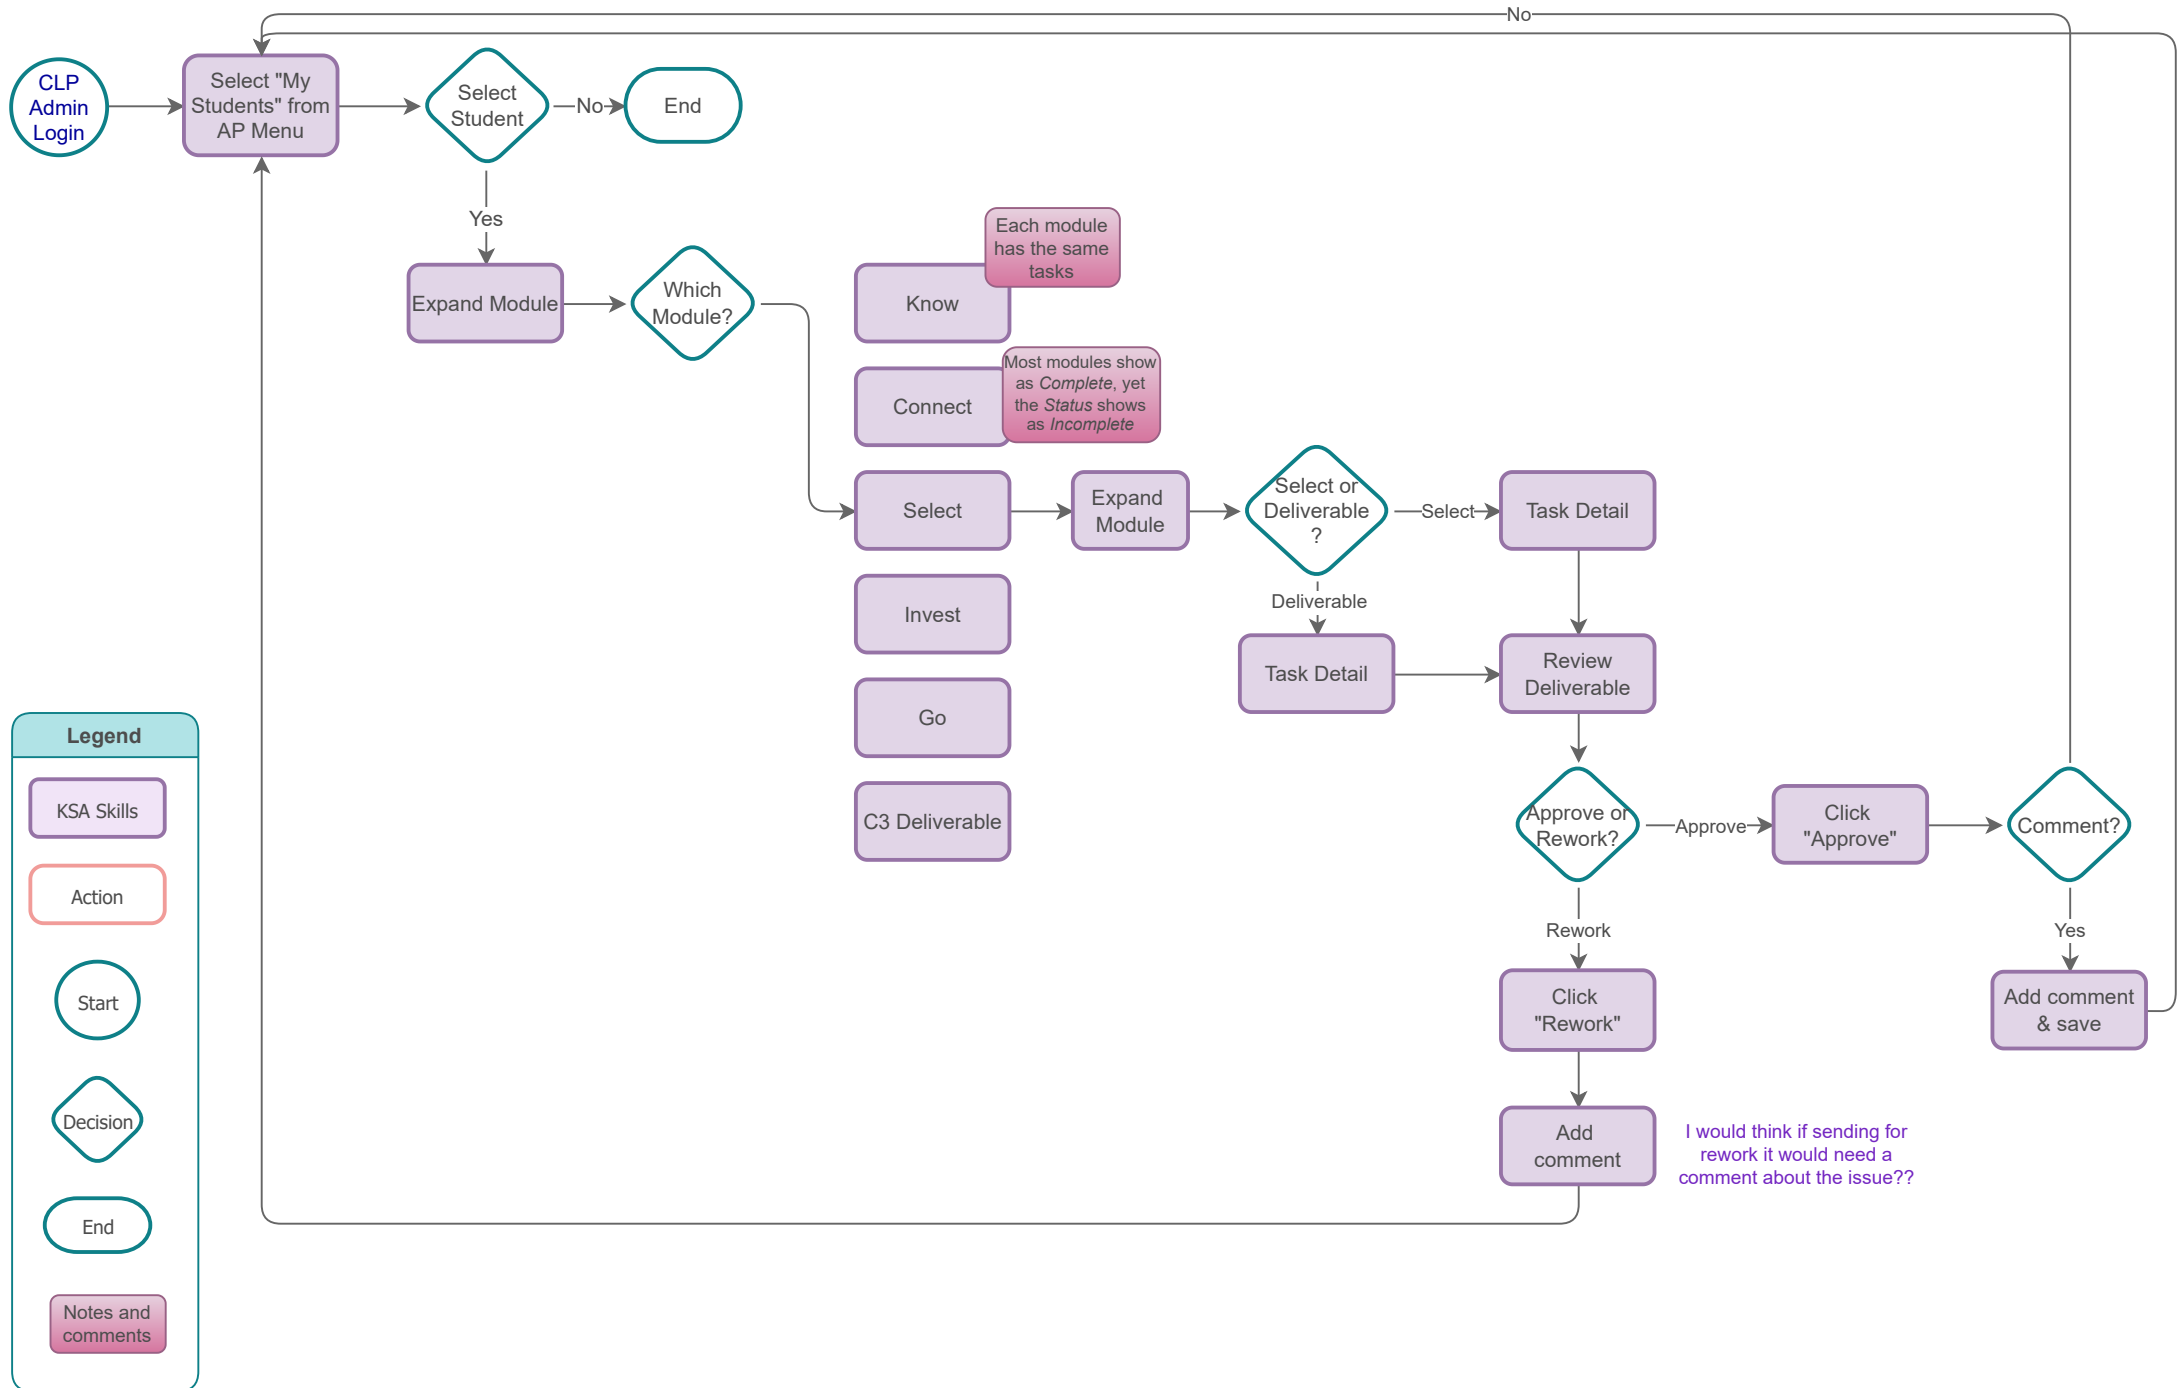 No
CLP
Admin
Login
Select "My
Students" from
AP Menu
Select
Student
No
End
Yes
Each module
has the same
tasks
Expand Module
Which
Module?
Know
Most modules show
as Complete, yet
the Status shows
as Incomplete
Connect
Select
Expand
Module
Select or
Deliverable
?
Select
Task Detail
Deliverable
Invest
Task Detail
Review
Deliverable
Go
C3 Deliverable
Approve or
Rework?
Approve
Click
"Approve"
Comment?
Rework
Yes
Click
"Rework"
Add comment
& save
Add
comment
I would think if sending for
rework it would need a
comment about the issue??
Legend
KSA Skills
Action
Start
Decision
End
Notes and
comments